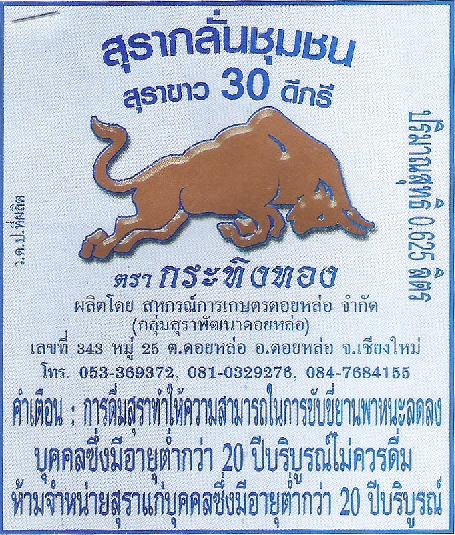 สุรากลั่นชุมชน
สุราขาว 30 ดีกรี
ปริมาณสุทธิ 0.625 ลิตร
ว.ด.ป.ที่ผลิต
ตรา กระทิงทอง
ผลิตโดย สหกรณ์การเกษตรดอยหล่อ จำกัด
(กลุ่มสุราพัฒนาดอยหล่อ)
เลขที่ 343 หมู่ 25 ต.ดอยหล่อ อ.ดอยหล่อ จ.เชียงใหม่
โทร. 053-369372, 081-0329276, 084-7684155
คำเตือน : การดื่มสุราทำให้ความสามารถในการขับขี่ยานพาหนะลดลง
บุคคลซึ่งมีอายุต่ำกว่า 20 ปีบริบูรณ์ไม่ควรดื่ม
ห้ามจำหน่ายสุราแก่บุคคลซึ่งมีอายุต่ำกว่า 20 ปีบริบูรณ์